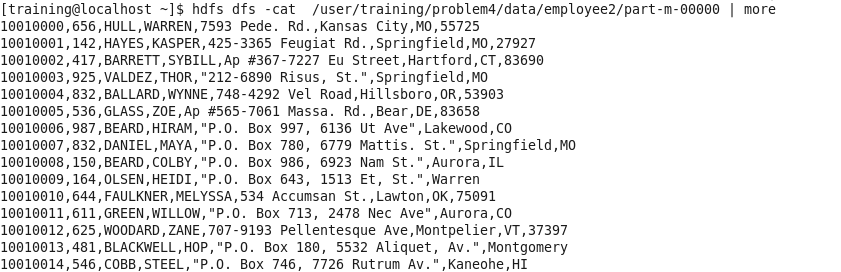 [training@localhost ~]$ hdfs dfs -cat  /user/training/problem4/data/employee2/part-m-00000 | more
10010000,656,HULL,WARREN,7593 Pede. Rd.,Kansas City,MO,55725
10010001,142,HAYES,KASPER,425-3365 Feugiat Rd.,Springfield,MO,27927
10010002,417,BARRETT,SYBILL,Ap #367-7227 Eu Street,Hartford,CT,83690
10010003,925,VALDEZ,THOR,"212-6890 Risus, St.",Springfield,MO
10010004,832,BALLARD,WYNNE,748-4292 Vel Road,Hillsboro,OR,53903
10010005,536,GLASS,ZOE,Ap #565-7061 Massa. Rd.,Bear,DE,83658
10010006,987,BEARD,HIRAM,"P.O. Box 997, 6136 Ut Ave",Lakewood,CO
10010007,832,DANIEL,MAYA,"P.O. Box 780, 6779 Mattis. St.",Springfield,MO
10010008,150,BEARD,COLBY,"P.O. Box 986, 6923 Nam St.",Aurora,IL
10010009,164,OLSEN,HEIDI,"P.O. Box 643, 1513 Et, St.",Warren
10010010,644,FAULKNER,MELYSSA,534 Accumsan St.,Lawton,OK,75091
10010011,611,GREEN,WILLOW,"P.O. Box 713, 2478 Nec Ave",Aurora,CO
10010012,625,WOODARD,ZANE,707-9193 Pellentesque Ave,Montpelier,VT,37397
10010013,481,BLACKWELL,HOP,"P.O. Box 180, 5532 Aliquet, Av.",Montgomery
10010014,546,COBB,STEEL,"P.O. Box 746, 7726 Rutrum Av.",Kaneohe,HI